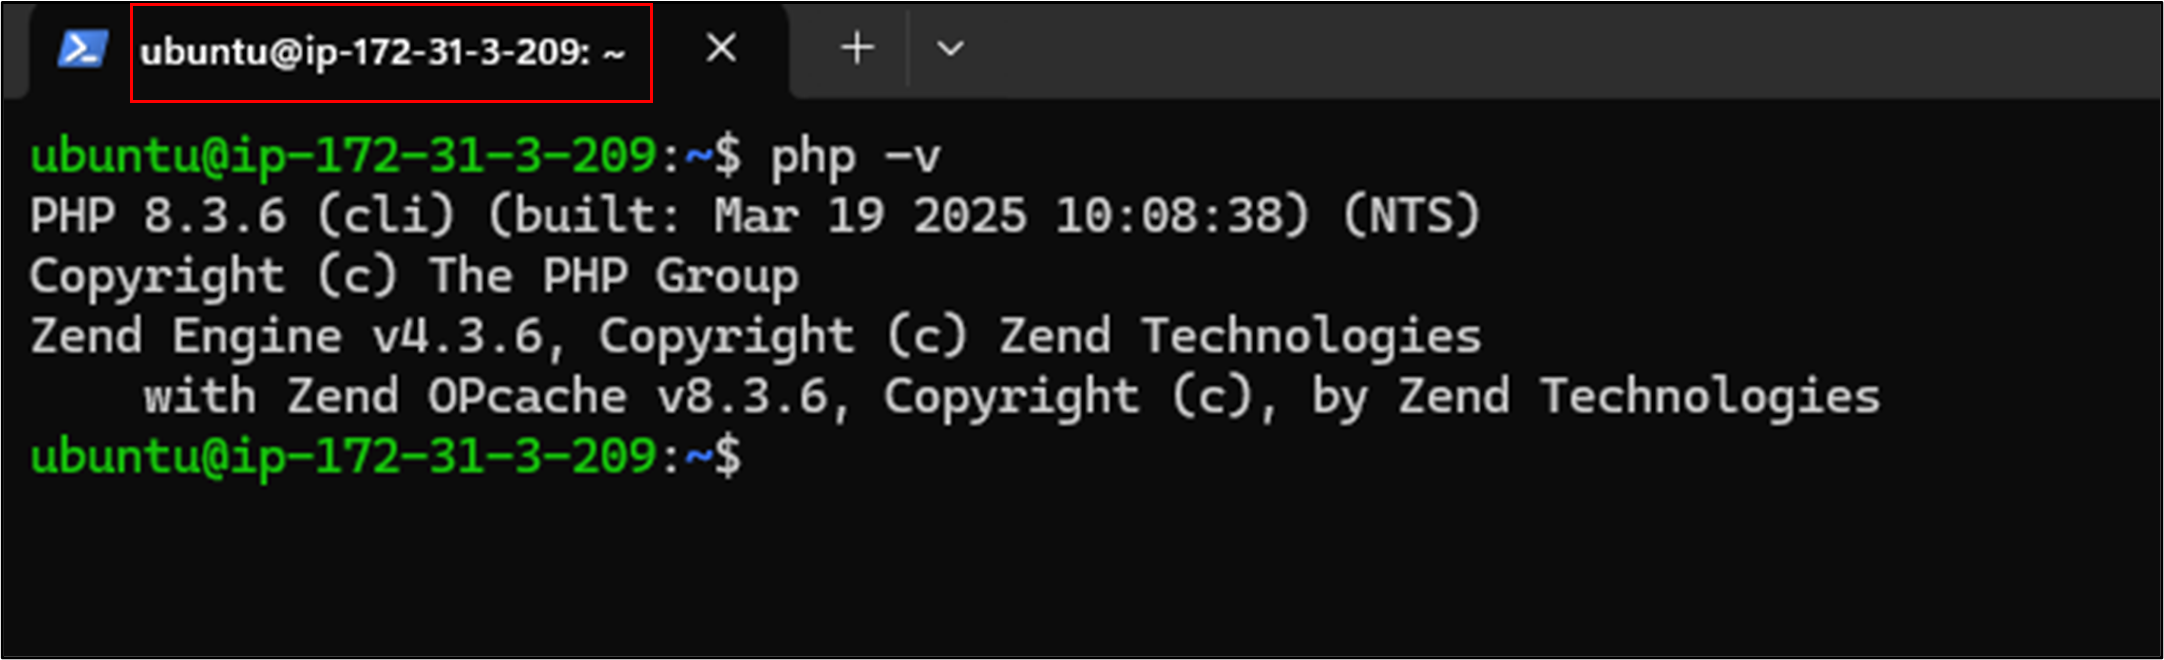 ubuntu@ip-172-31-3-209: ~
ubuntu@ip-172-31-3-209:~$ php -v
PHP 8.3.6 (cli) (built: Mar 19 2025 10:08:38) (NTS)
Copyright (c) The PHP Group
Zend Engine v4.3.6, Copyright (c) Zend Technologies
    with Zend OPcache v8.3.6, Copyright (c), by Zend Technologies
ubuntu@ip-172-31-3-209:~$